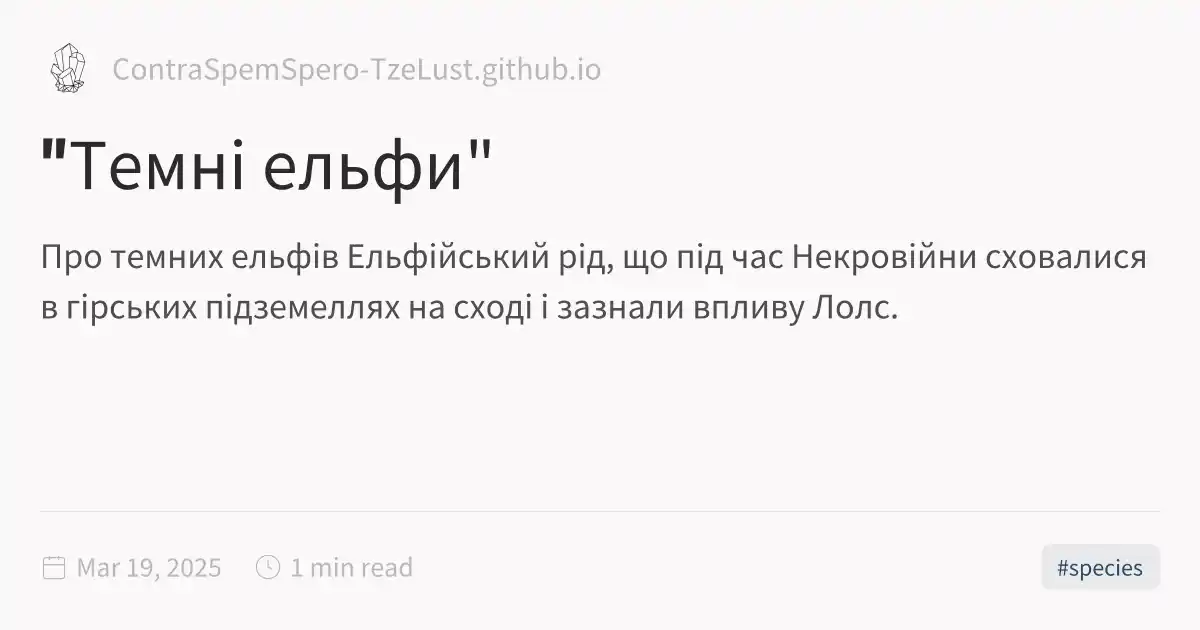 ContraSpemSpero-TzeLust.github.io
"Темні ельфи"
Про темних ельфів Ельфійський рід, що під час Некровійни сховалися
в гірських підземеллях на сході і зазнали впливу Лолс.
Mar 19, 2025 1 min read #species